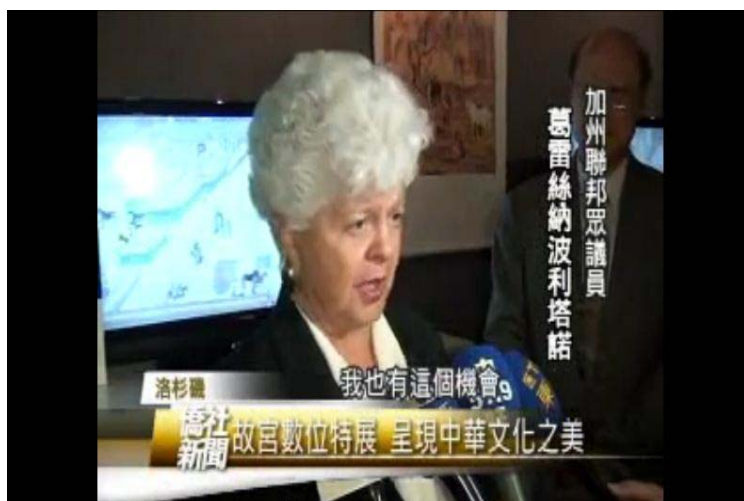 加州聯邦眾議員
葛雷絲納波利塔諾
洛杉磯
我也有這個機會
僑社新聞
故宮數位特展 呈現中華文化之美